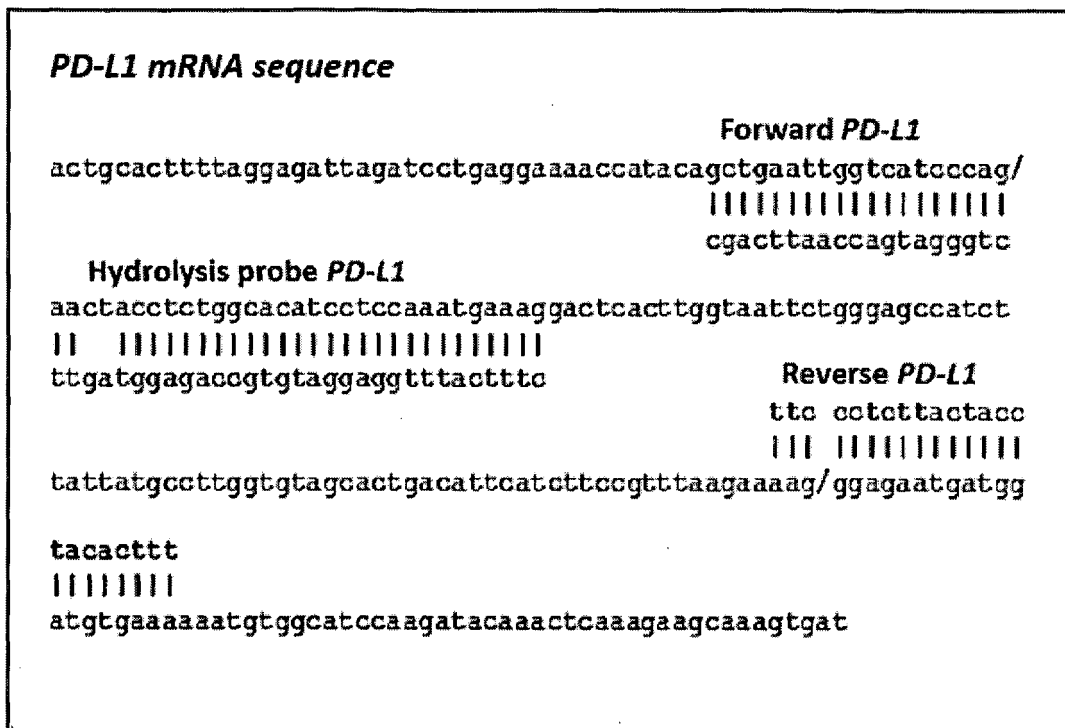 PD-L1 mRNA sequence
Forward PD-L1
actgcacttttaggagattagatcctgaggaaaaccatacagctgaattggtcatcccag/
cgacttaaccagtagggtc
Hydrolysis probe PD-L1
aactacctctggcacatcctccaaatgaaaggactcacttggtaattctgggagccatct
ttgatggagaccgtgtaggaggtttactttc
Reverse PD-L1
ttc cctcttactacc
tattatgccttggtgtagcactgacattcatcttccgtttaagaaaag/ggagaatgatgg
tacacttt
atgtgaaaaaatgtggcatccaagatacaaactcaaagaagcaaagtgat